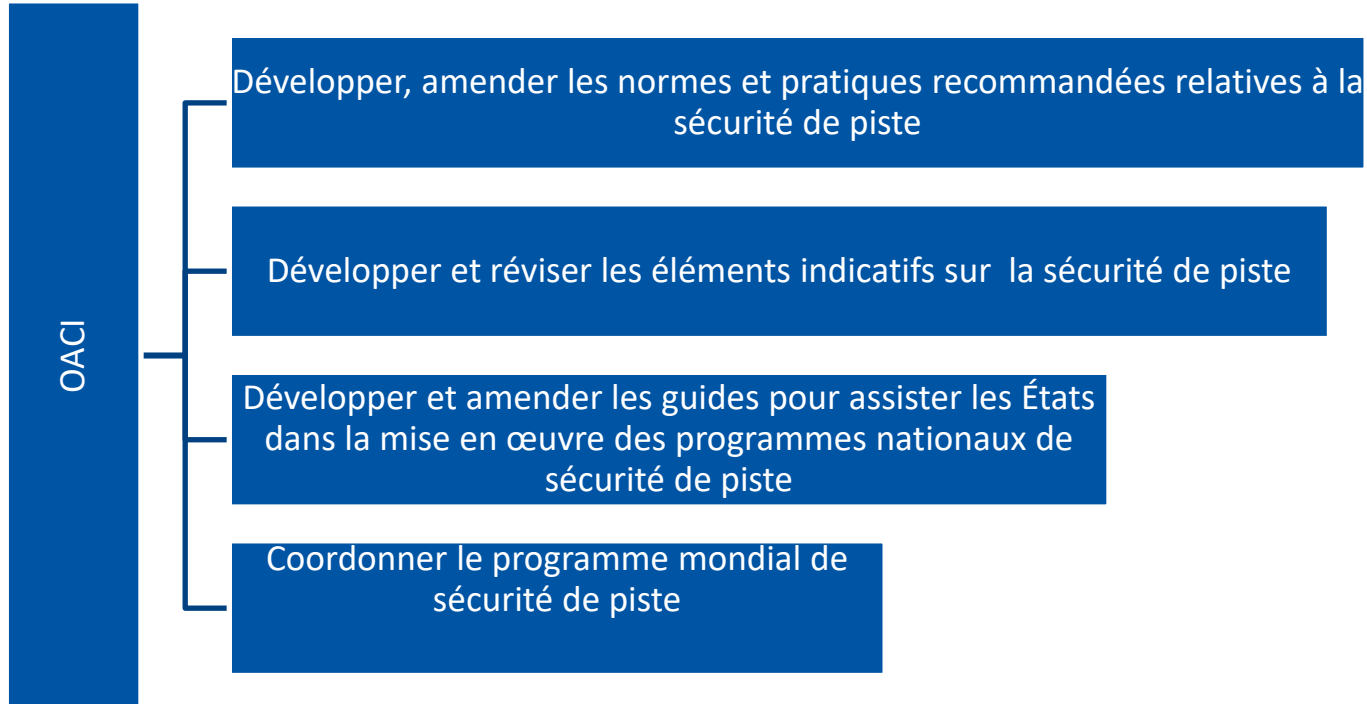 OACI
Développer, amender les normes et pratiques recommandées relatives à la
sécurité de piste
Développer et réviser les éléments indicatifs sur  la sécurité de piste
Développer et amender les guides pour assister les États
dans la mise en œuvre des programmes nationaux de
sécurité de piste
Coordonner le programme mondial de
sécurité de piste